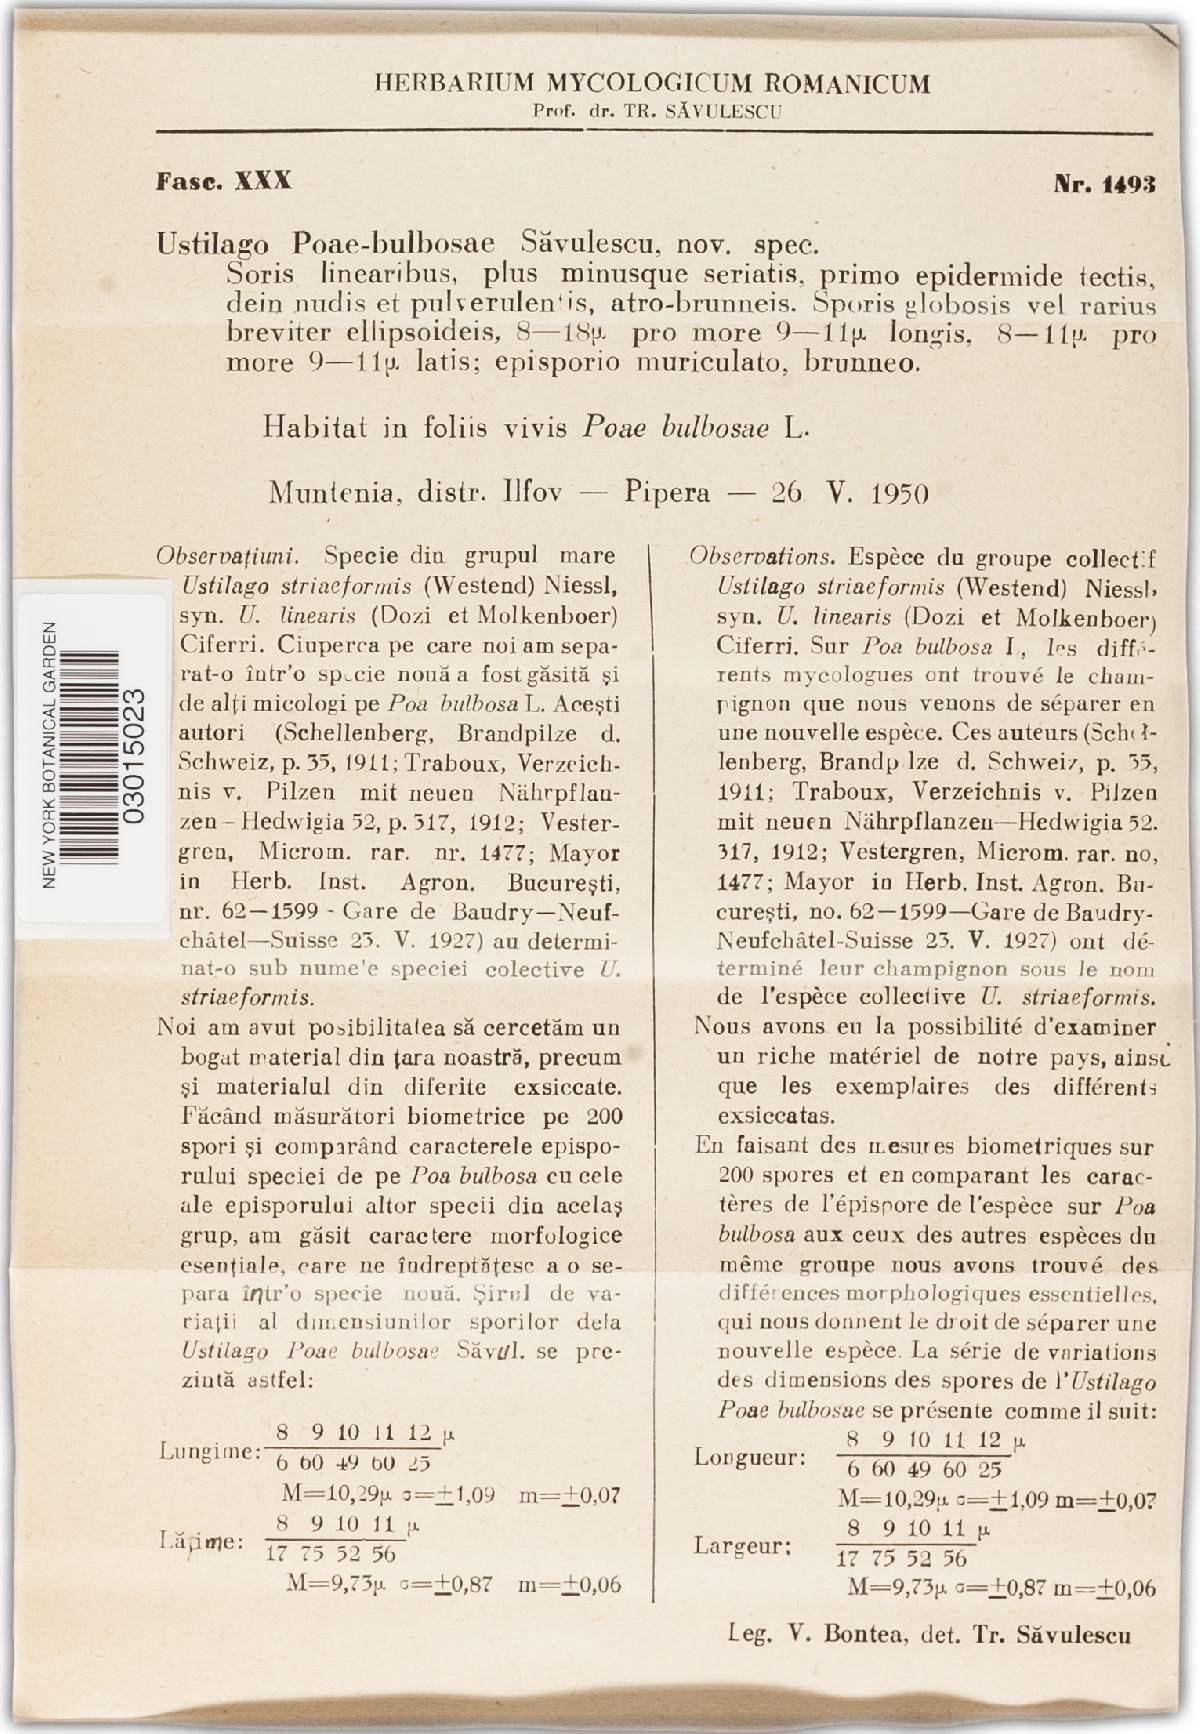 HERBARIUM MYCOLOGICUM ROMANICUM
Prof. dr. TR. SĂVULESCU
Fasc. XXX
Nr. 1493
Ustilago Poae-bulbosae Săvulescu, nov. spec.
Soris linearibus, plus minusque seriatis, primo epidermide tectis,
dein nudis et pulverulentis, atro-brunneis. Sporis globosis vel rarius
breviter ellipsoideis, 8—18µ pro more 9—11µ longis, 8—11µ pro
more 9—11µ latis; episporio muriculato, brunneo.
Habitat in foliis vivis Poae bulbosae L.
Muntenia, distr. Ilfov — Pipera — 26 V. 1950
NEW YORK BOTANICAL GARDEN
03015023
Observațiuni. Specie din grupul mare
Ustilago striaeformis (Westend) Niessl,
syn. U. linearis (Dozi et Molkenboer)
Ciferri. Ciuperca pe care noi am sepa-
rat-o într'o specie nouă a fost găsită și
de alți micologi pe Poa bulbosa L. Acești
autori (Schellenberg, Brandpilze d.
Schweiz, p. 35, 1911; Traboux, Verzeich-
nis v. Pilzen mit neuen Nährpflan-
zen – Hedwigia 52, p. 317, 1912; Vester-
gren, Microm. rar. nr. 1477; Mayor
in Herb. Inst. Agron. București,
nr. 62—1599 - Gare de Baudry—Neuf-
châtel—Suisse 23. V. 1927) au determi-
nat-o sub nume'e speciei colective U.
striaeformis.
Noi am avut posibilitatea să cercetăm un
bogat material din țara noastră, precum
și materialul din diferite exsiccate.
Făcând măsurători biometrice pe 200
spori și comparând caracterele epispo-
rului speciei de pe Poa bulbosa cu cele
ale episporului altor specii din acelaș
grup, am găsit caractere morfologice
esențiale, care ne îndreptățesc a o se-
para într'o specie nouă. Șirul de va-
riații al dimensiunilor sporilor dela
Ustilago Poae bulbosae Săvul. se pre-
zintă astfel:
8 9 10 11 12 µ
Lungime:
6 60 49 60 25
M=10,29µ σ=±1,09 m=±0,07
8 9 10 11 µ
Lățime:
17 75 52 56
M=9,73µ σ=±0,87 m=±0,06
Observations. Espèce du groupe collectif
Ustilago striaeformis (Westend) Niessl,
syn. U. linearis (Dozi et Molkenboer)
Ciferri. Sur Poa bulbosa L, les diffé-
rents mycologues ont trouvé le cham-
pignon que nous venons de séparer en
une nouvelle espèce. Ces auteurs (Schel-
lenberg, Brandp lze d. Schweiz, p. 35,
1911; Traboux, Verzeichnis v. Pilzen
mit neuen Nährpflanzen—Hedwigia 52.
317, 1912; Vestergren, Microm. rar. no,
1477; Mayor in Herb. Inst. Agron. Bu-
curești, no. 62—1599—Gare de Baudry-
Neufchâtel-Suisse 23. V. 1927) ont dé-
terminé leur champignon sous le nom
de l'espèce collective U. striaeformis.
Nous avons eu la possibilité d'examiner
un riche matériel de notre pays, ainsi
que les exemplaires des différents
exsiccatas.
En faisant des mesures biometriques sur
200 spores et en comparant les carac-
tères de l'épispore de l'espèce sur Poa
bulbosa aux ceux des autres espèces du
même groupe nous avons trouvé des
différences morphologiques essentielles,
qui nous donnent le droit de séparer une
nouvelle espèce. La série de variations
des dimensions des spores de l'Ustilago
Poae bulbosae se présente comme il suit:
8 9 10 11 12 µ
Longueur:
6 60 49 60 25
M=10,29µ σ=±1,09 m=±0,07
8 9 10 11 µ
Largeur;
17 75 52 56
M=9,73µ σ=±0,87 m=±0,06
Leg. V. Bontea, det. Tr. Săvulescu